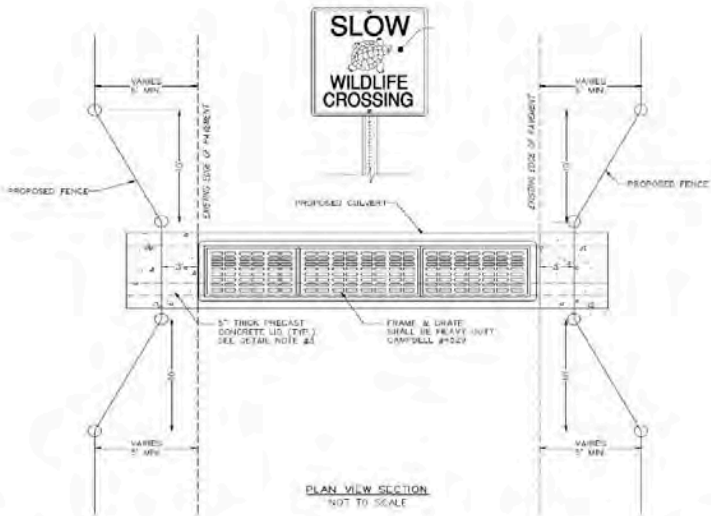 SLOW
WILDLIFE
CROSSING
VARIES
5' MIN.
VARIES
5' MIN.
EXISTING EDGE OF PAVEMENT
EXISTING EDGE OF PAVEMENT
PROPOSED FENCE
PROPOSED FENCE
PROPOSED CULVERT
5" THICK PRECAST
CONCRETE LID (TYP.)
SEE DETAIL NOTE #3
FRAME & GRATE
SHALL BE HEAVY DUTY
CAMPBELL #4529
VARIES
5' MIN.
VARIES
5' MIN.
PLAN VIEW SECTION
NOT TO SCALE